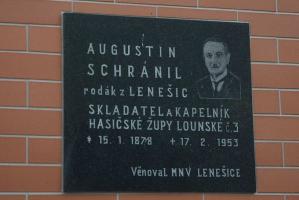 AUGUSTIN
SCHRÁNIL
rodák z LENEŠIC
SKLADATEL A KAPELNÍK
HASIČSKÉ ŽUPY LOUNSKÉ č.3
* 15. 1. 1878 + 17. 2. 1953
Věnoval MNV LENEŠICE